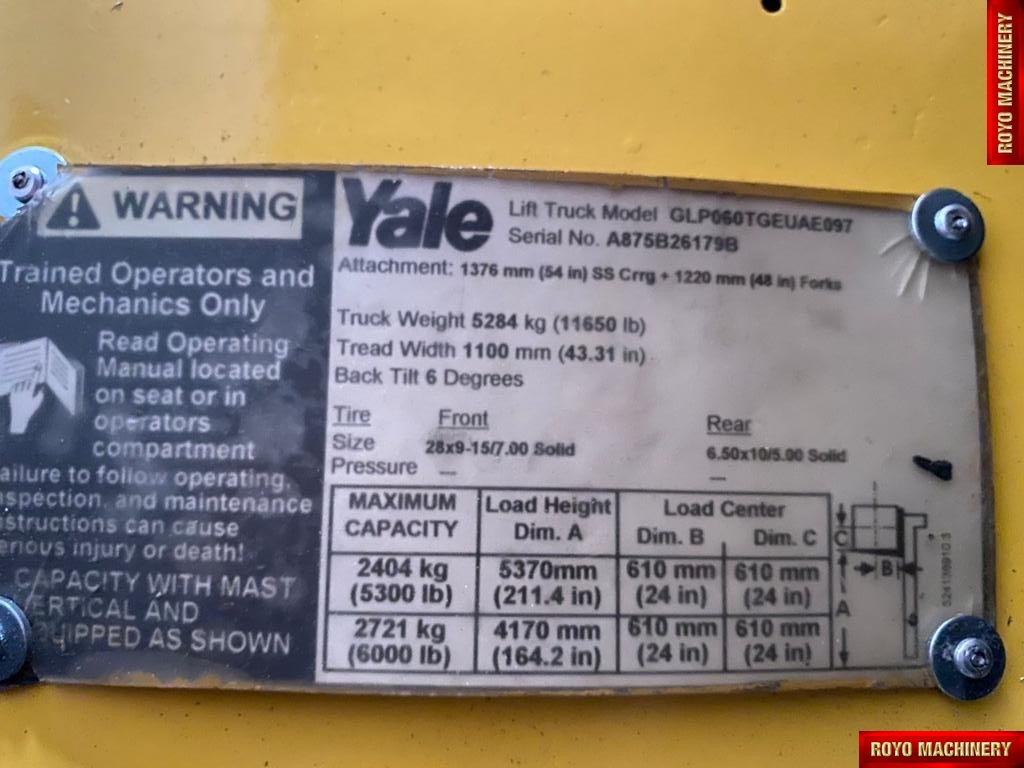 ROYO MACHINERY
WARNING
Trained Operators and
Mechanics Only
Read Operating
Manual located
on seat or in
operators
compartment
ailure to follow operating,
nspection, and maintenance
nstructions can cause
erious injury or death!
CAPACITY WITH MAST
ERTICAL AND
QUIPPED AS SHOWN
Yale
Lift Truck Model GLP060TGEUAE097
Serial No. A875B26179B
Attachment: 1376 mm (54 in) SS Crrg + 1220 mm (48 in) Forks
Truck Weight 5284 kg (11650 lb)
Tread Width 1100 mm (43.31 in)
Back Tilt 6 Degrees
Tire Front Rear
Size 28x9-15/7.00 Solid 6.50x10/5.00 Solid
Pressure — —
MAXIMUM CAPACITY Load Height Dim. A Load Center
Dim. B Dim. C
2404 kg 5370mm 610 mm 610 mm
(5300 lb) (211.4 in) (24 in) (24 in)
2721 kg 4170 mm 610 mm 610 mm
(6000 lb) (164.2 in) (24 in) (24 in)
C
B
A
ROYO MACHINERY